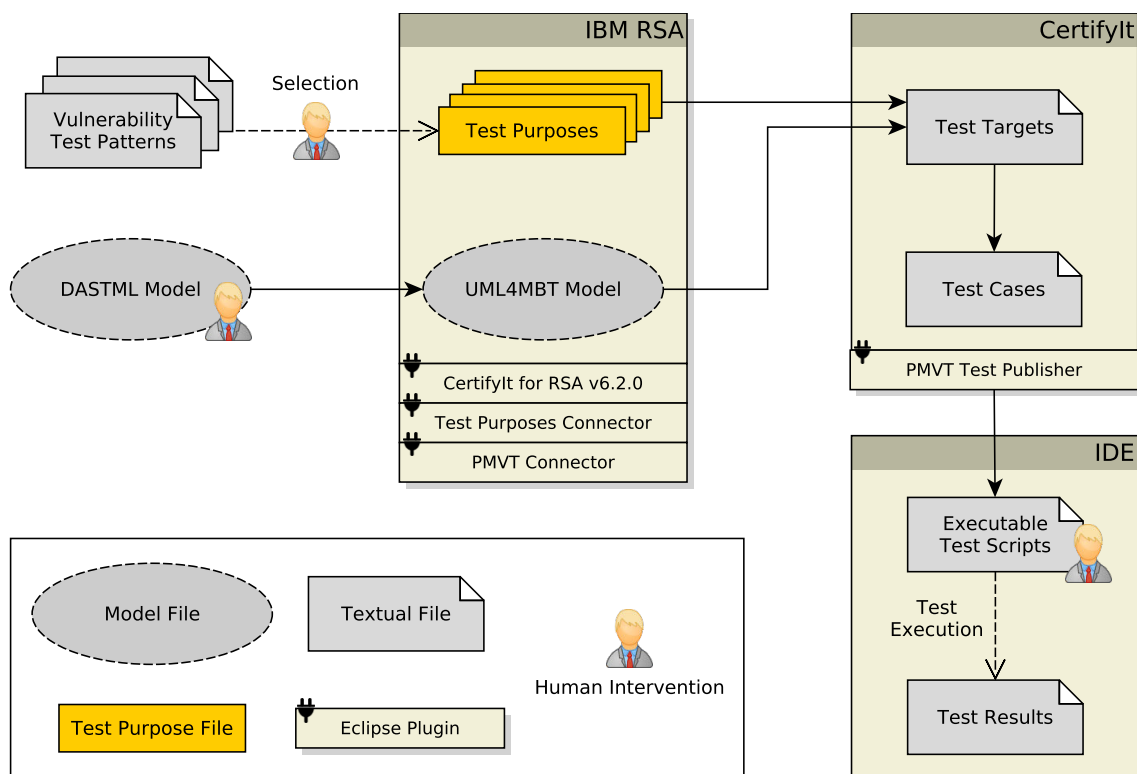 IBM RSA
CertifyIt
Selection
Vulnerability
Test Patterns
Test Purposes
Test Targets
DASTML Model
UML4MBT Model
Test Cases
CertifyIt for RSA v6.2.0
Test Purposes Connector
PMVT Connector
PMVT Test Publisher
IDE
Executable
Test Scripts
Test
Execution
Test Results
Model File
Textual File
Human Intervention
Test Purpose File
Eclipse Plugin